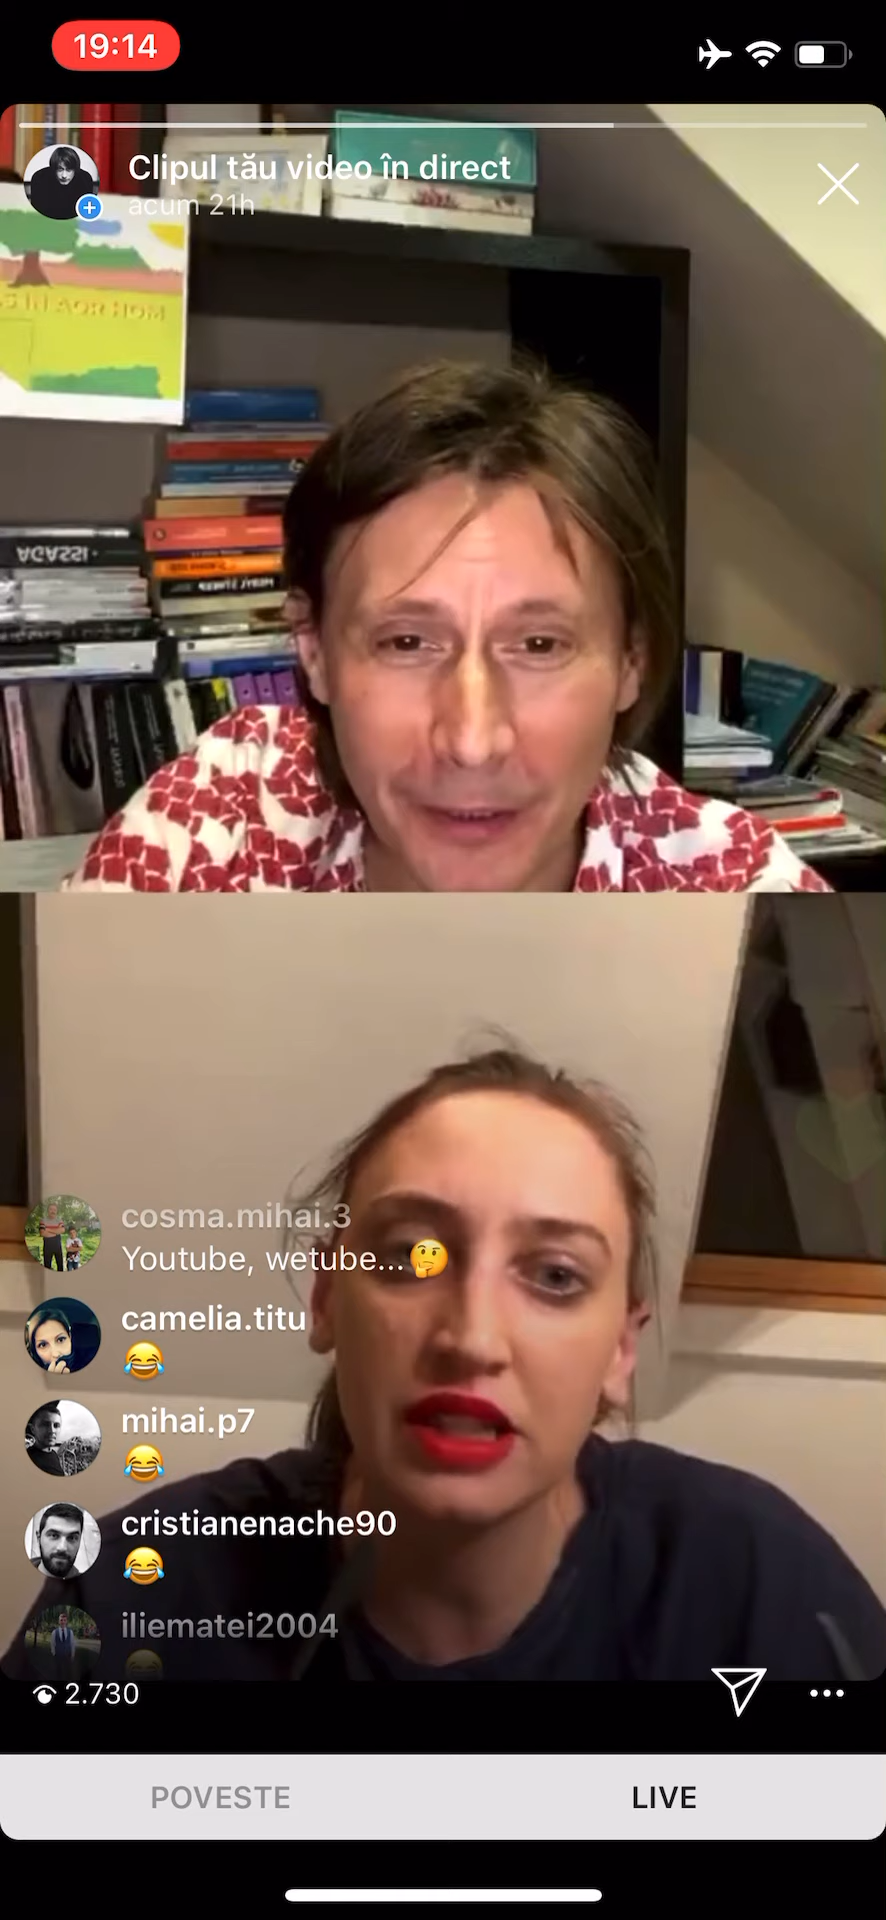 19:14
Clipul tău video în direct
acum 21h
AGASSI
cosma.mihai.3
Youtube, wetube...🤔
camelia.titu
😂
mihai.p7
😂
cristianenache90
😂
iliematei2004
😂
2.730
POVESTE
LIVE